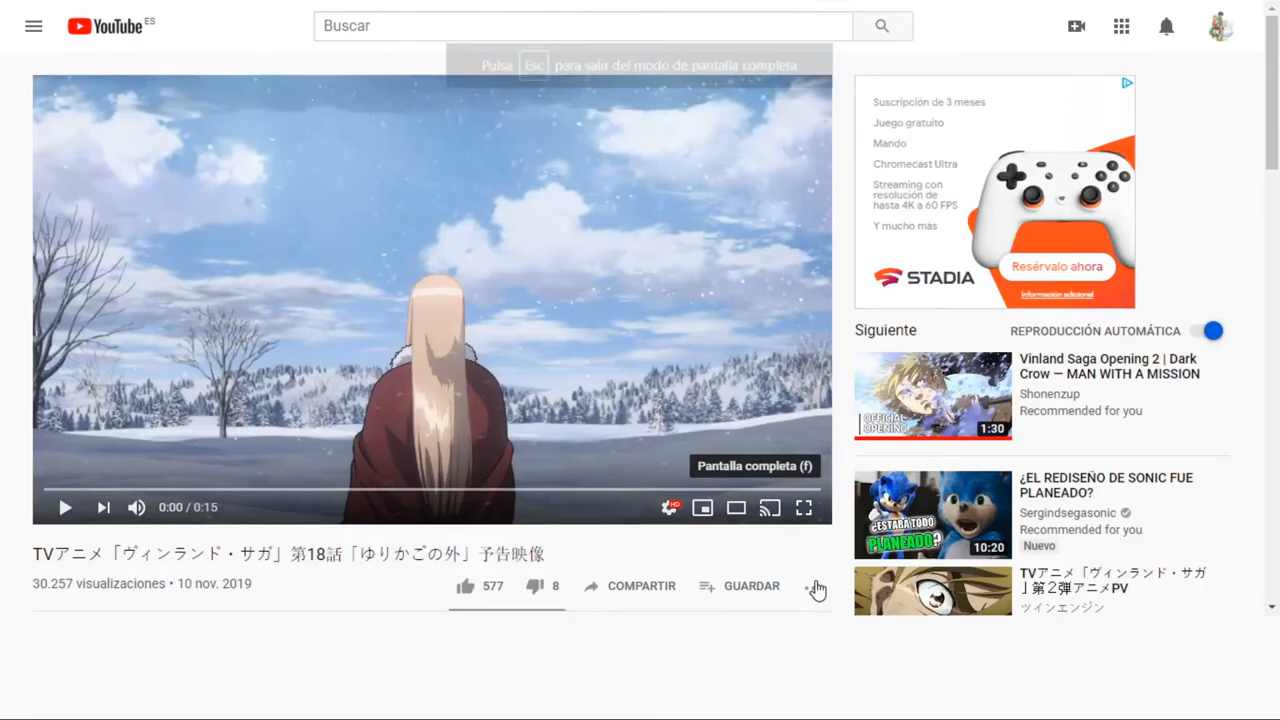 YouTube ES
Buscar
Pulsa Esc para salir del modo de pantalla completa
Suscripción de 3 meses
Juego gratuito
Mando
Chromecast Ultra
Streaming con
resolución de
hasta 4K a 60 FPS
Y mucho más
Resérvalo ahora
STADIA
Información adicional
Pantalla completa (f)
HD
0:00 / 0:15
TVアニメ「ヴィンランド・サガ」第18話「ゆりかごの外」予告映像
30.257 visualizaciones • 10 nov. 2019
577
8
COMPARTIR
GUARDAR
Siguiente
REPRODUCCIÓN AUTOMÁTICA
OFFICIAL
OPENING
1:30
Vinland Saga Opening 2 | Dark
Crow — MAN WITH A MISSION
Shonenzup
Recommended for you
¿ESTABA TODO
PLANEADO?
10:20
¿EL REDISEÑO DE SONIC FUE
PLANEADO?
Sergindsegasonic
Recommended for you
Nuevo
TVアニメ「ヴィンランド・サガ
」第2弾アニメPV
ツインエンジン